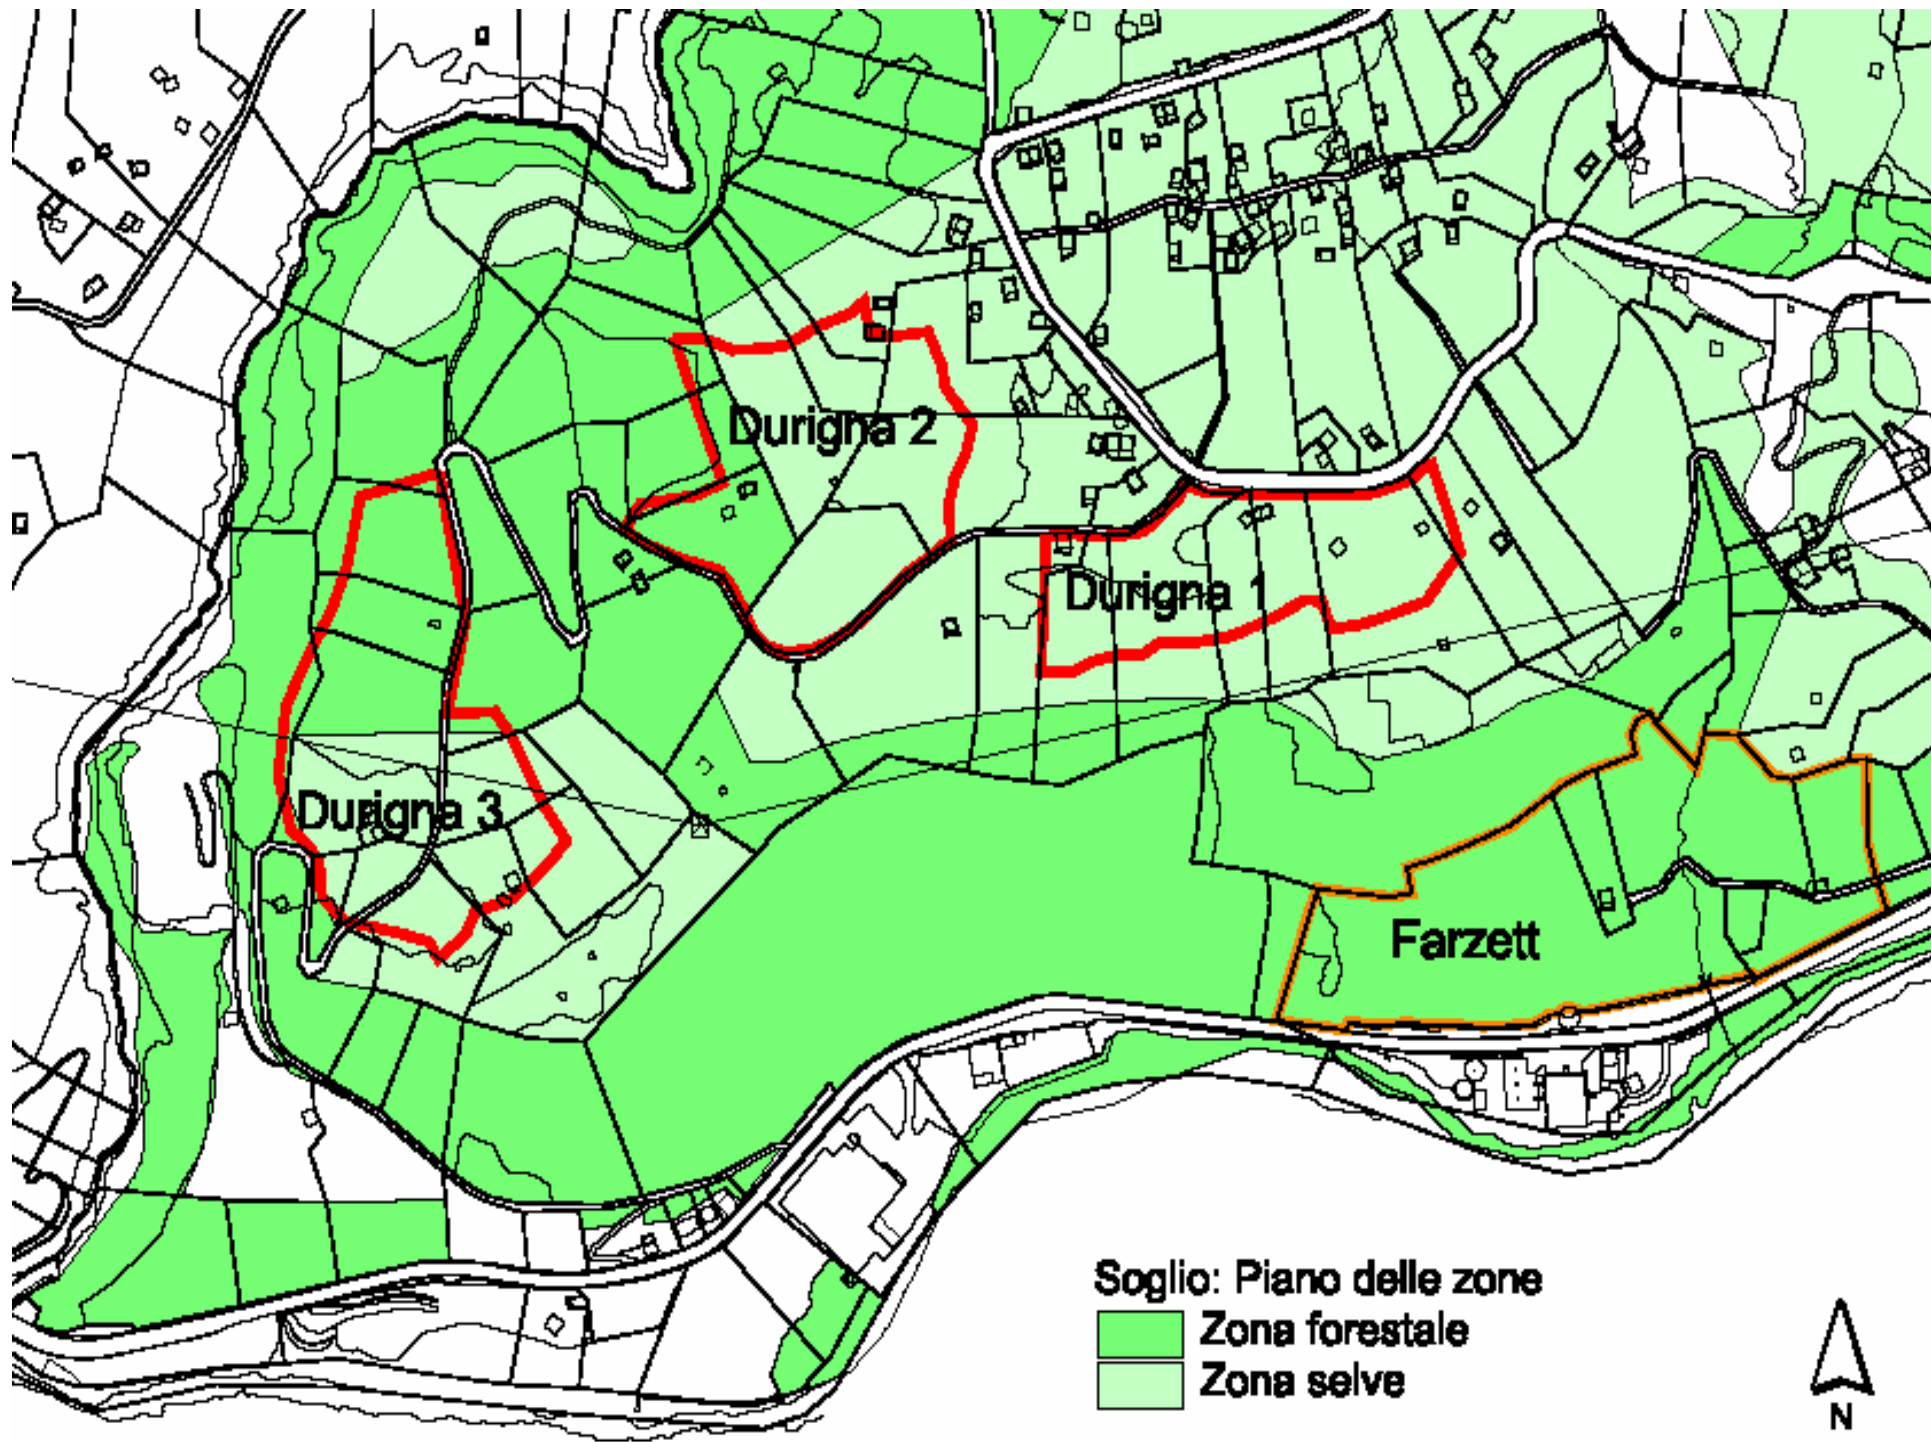 Durigna 2
Durigna 1
Durigna 3
Farzett
Soglio: Piano delle zone
Zona forestale
Zona selve
N